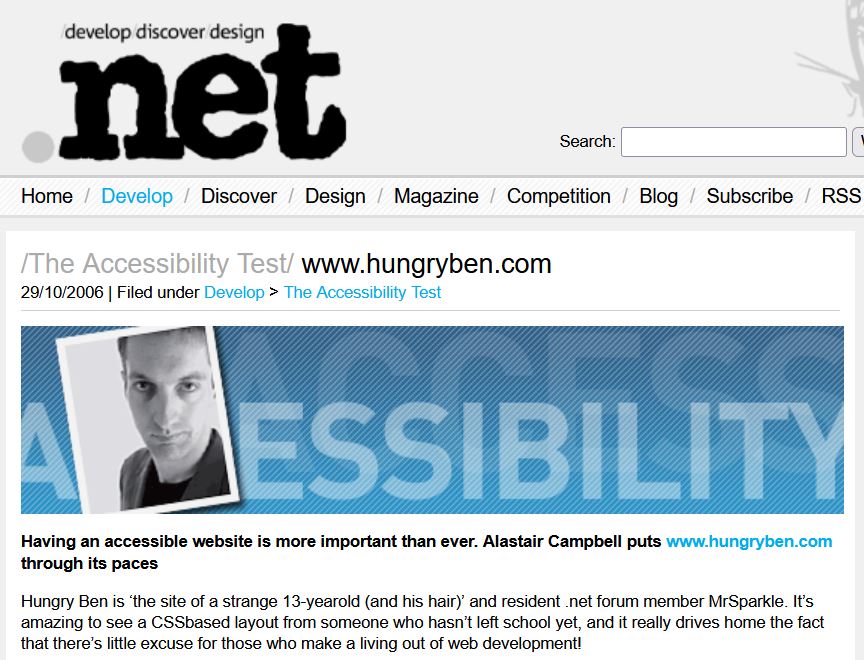 /develop/discover/design
.net
Search:
Home / Develop / Discover / Design / Magazine / Competition / Blog / Subscribe / RSS
/The Accessibility Test/ www.hungryben.com
29/10/2006 | Filed under Develop > The Accessibility Test
ACCESS
ACCESSIBILITY
Having an accessible website is more important than ever. Alastair Campbell puts www.hungryben.com
through its paces
Hungry Ben is ‘the site of a strange 13-yearold (and his hair)’ and resident .net forum member MrSparkle. It’s
amazing to see a CSSbased layout from someone who hasn’t left school yet, and it really drives home the fact
that there’s little excuse for those who make a living out of web development!